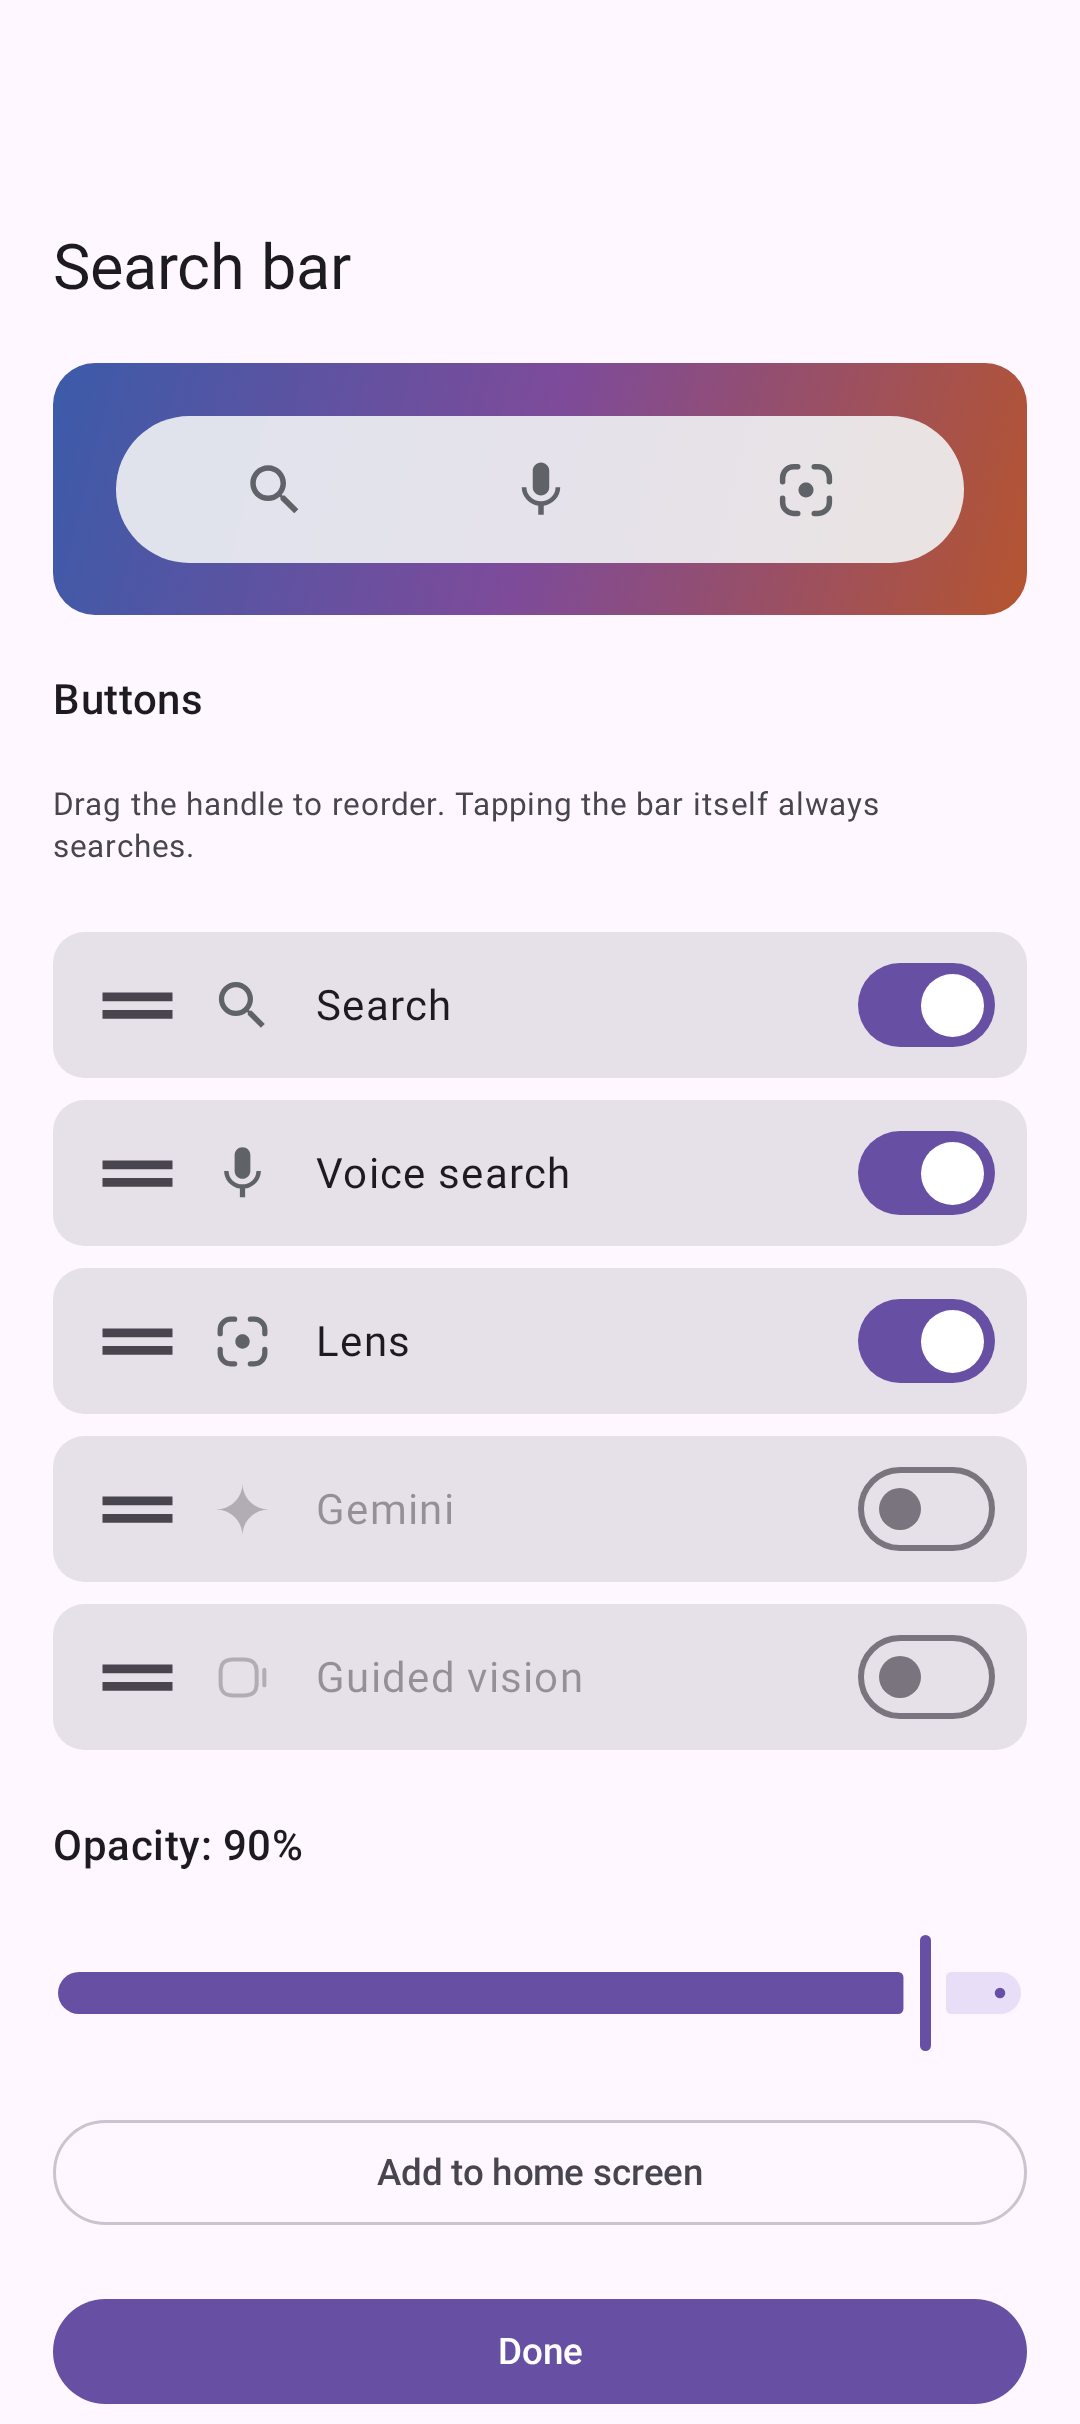 Search bar
Buttons
Drag the handle to reorder. Tapping the bar itself always
searches.
Search
Voice search
Lens
Gemini
Guided vision
Opacity: 90%
Add to home screen
Done